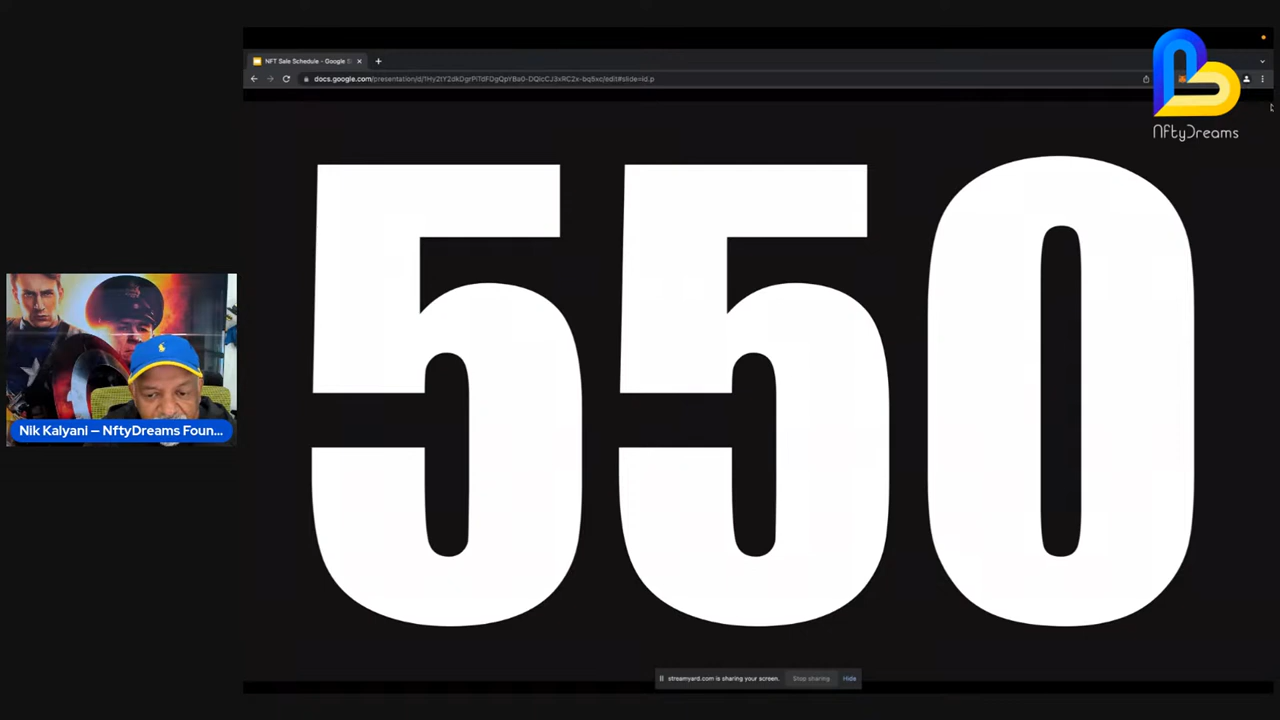 NFT Sale Schedule - Google S
NftyDreams
550
Nik Kalyani – NftyDreams Foun...
streamyard.com is sharing your screen.
Stop sharing
Hide